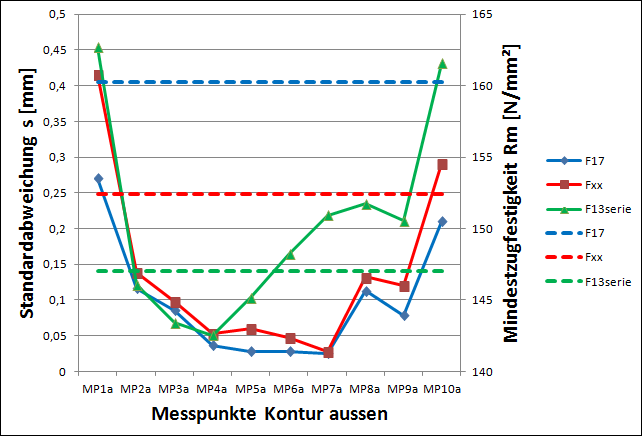 0,5
0,45
0,4
0,35
0,3
0,25
0,2
0,15
0,1
0,05
0
Standardabweichung s [mm]
MP1a MP2a MP3a MP4a MP5a MP6a MP7a MP8a MP9a MP10a
Messpunkte Kontur aussen
165
160
155
150
145
140
Mindestzugfestigkeit Rm [N/mm²]
F17
Fxx
F13serie
F17
Fxx
F13serie